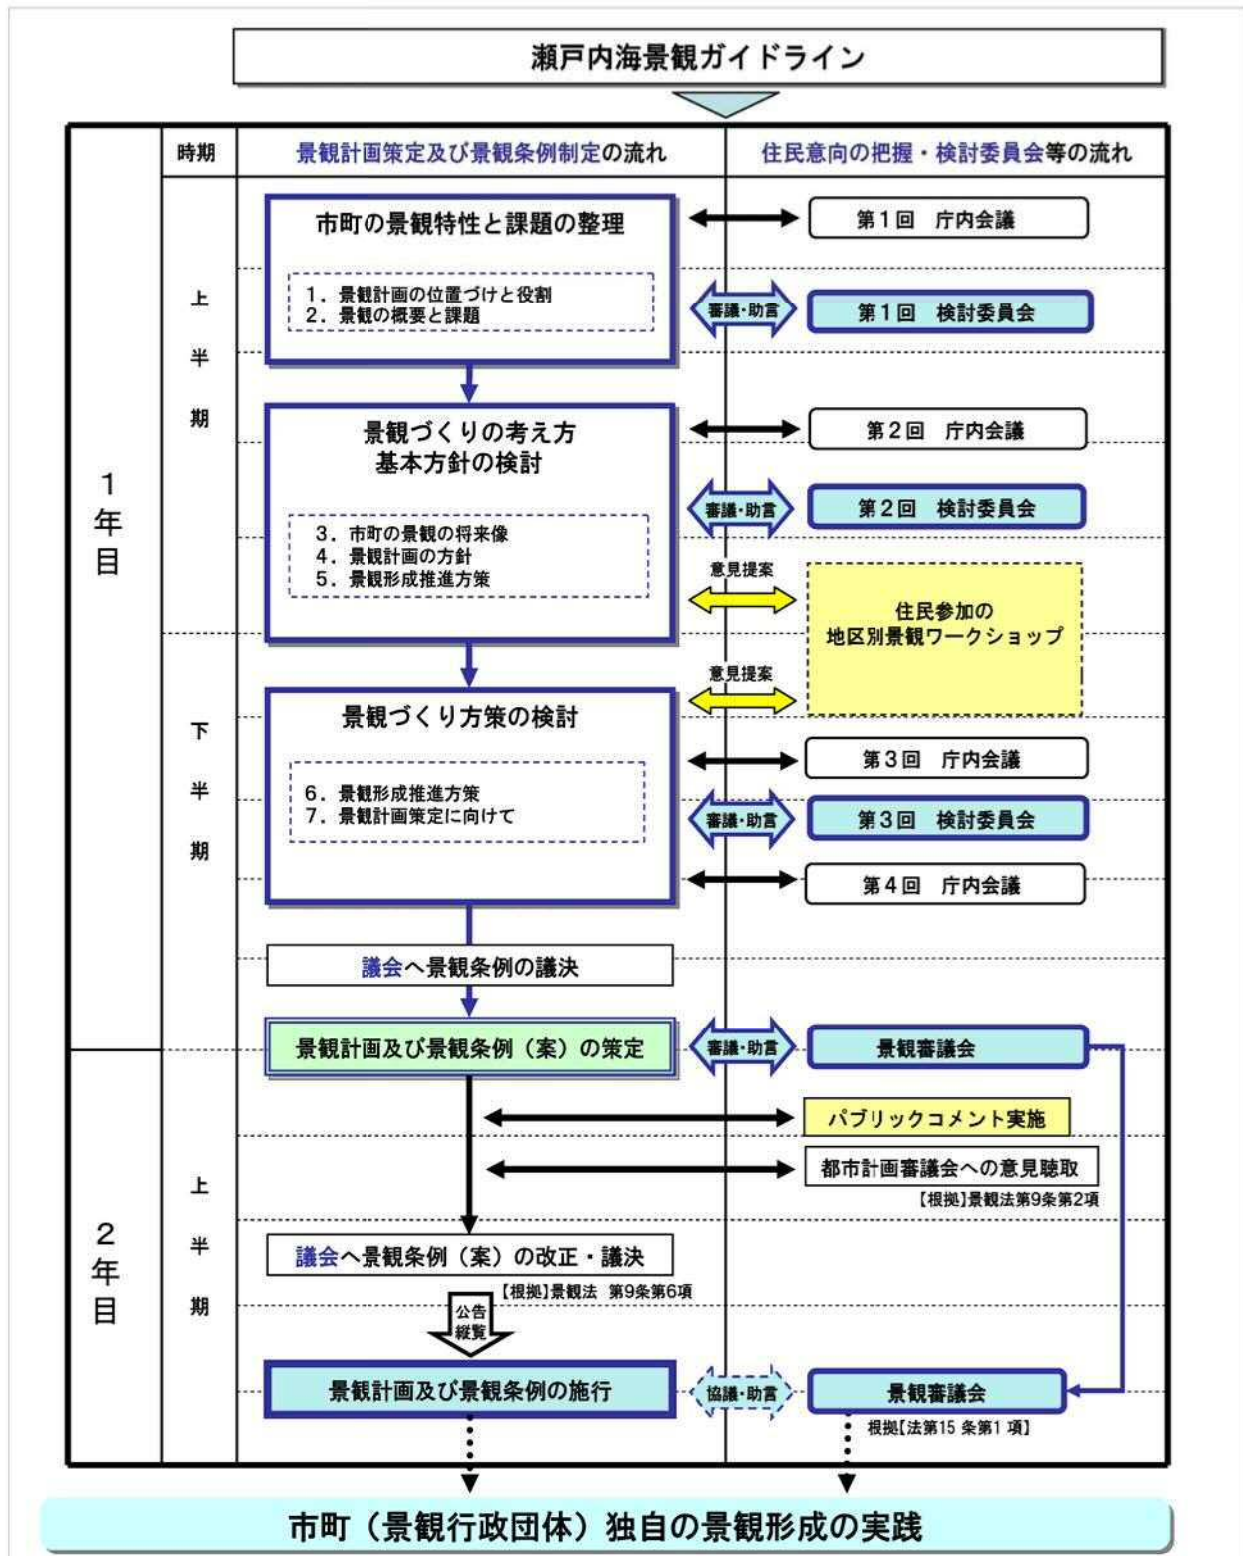 瀬戸内海景観ガイドライン
時期
景観計画策定及び景観条例制定の流れ
住民意向の把握・検討委員会等の流れ
1年目
上半期
市町の景観特性と課題の整理
1．景観計画の位置づけと役割
2．景観の概要と課題
第1回　庁内会議
審議・助言
第1回　検討委員会
景観づくりの考え方
基本方針の検討
3．市町の景観の将来像
4．景観計画の方針
5．景観形成推進方策
第2回　庁内会議
審議・助言
第2回　検討委員会
意見提案
住民参加の
地区別景観ワークショップ
意見提案
下半期
景観づくり方策の検討
6．景観形成推進方策
7．景観計画策定に向けて
第3回　庁内会議
審議・助言
第3回　検討委員会
第4回　庁内会議
議会へ景観条例の議決
景観計画及び景観条例（案）の策定
審議・助言
景観審議会
2年目
上半期
パブリックコメント実施
都市計画審議会への意見聴取
【根拠】景観法第9条第2項
議会へ景観条例（案）の改正・議決
【根拠】景観法 第9条第6項
公告
縦覧
景観計画及び景観条例の施行
協議・助言
景観審議会
根拠【法第15 条第1 項】
市町（景観行政団体）独自の景観形成の実践